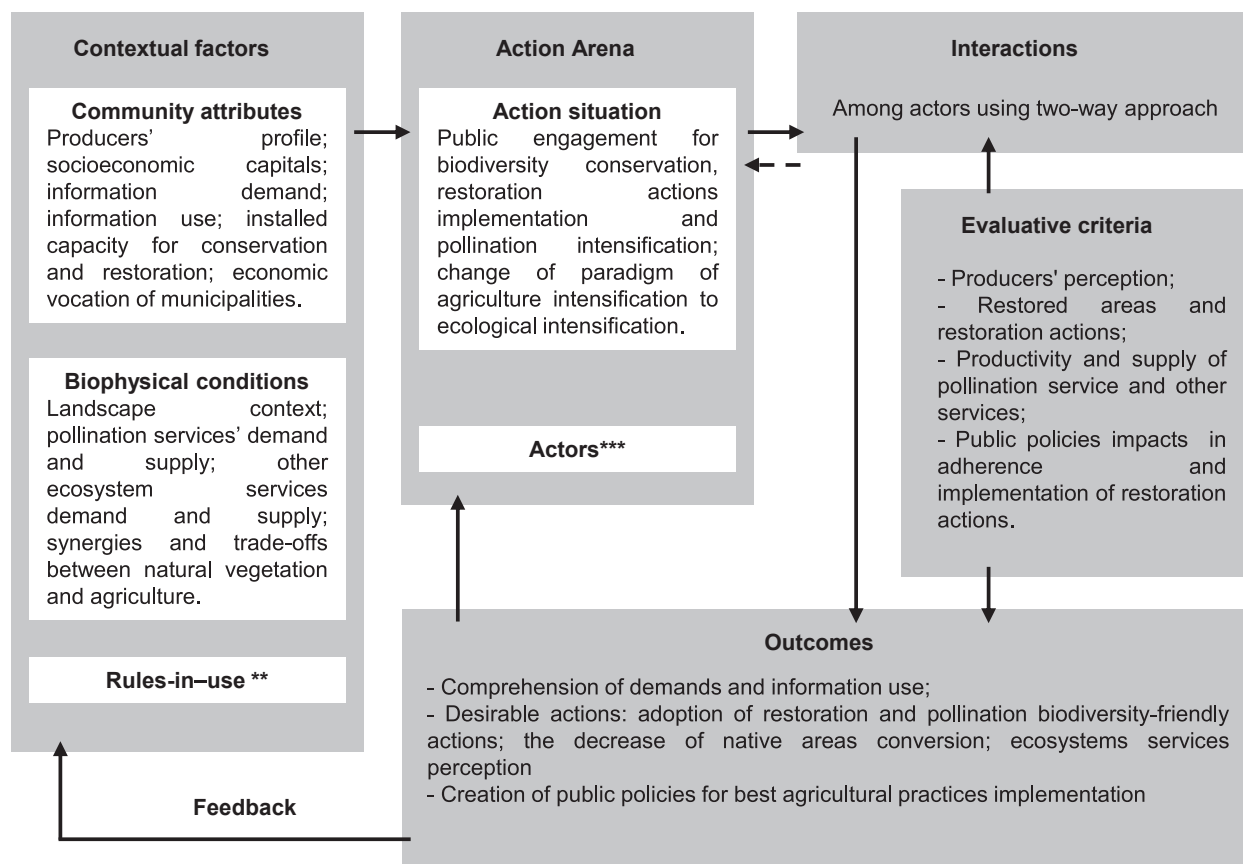 Contextual factors
Community attributes
Producers' profile;
socioeconomic capitals;
information demand;
information use; installed
capacity for conservation
and restoration; economic
vocation of municipalities.
Biophysical conditions
Landscape context;
pollination services' demand
and supply; other
ecosystem services
demand and supply;
synergies and trade-offs
between natural vegetation
and agriculture.
Rules-in–use **
Action Arena
Action situation
Public engagement for
biodiversity conservation,
restoration actions
implementation and
pollination intensification;
change of paradigm of
agriculture intensification to
ecological intensification.
Actors***
Interactions
Among actors using two-way approach
Evaluative criteria
- Producers' perception;
- Restored areas and
restoration actions;
- Productivity and supply of
pollination service and other
services;
- Public policies impacts in
adherence and
implementation of restoration
actions.
Outcomes
- Comprehension of demands and information use;
- Desirable actions: adoption of restoration and pollination biodiversity-friendly
actions; the decrease of native areas conversion; ecosystems services
perception
- Creation of public policies for best agricultural practices implementation
Feedback